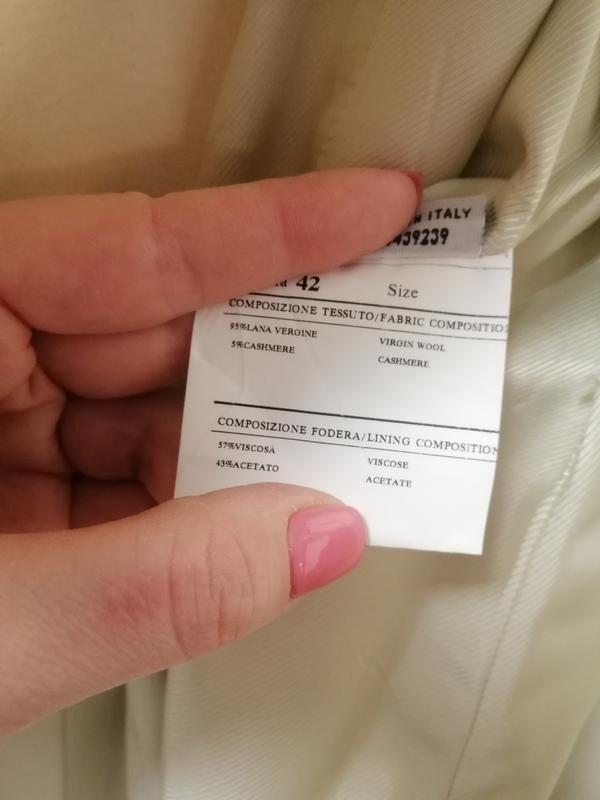 ITALY
439239
42 Size
COMPOSIZIONE TESSUTO/FABRIC COMPOSITIO
95%LANA VERGINE VIRGIN WOOL
5%CASHMERE CASHMERE
COMPOSIZIONE FODERA/LINING COMPOSITION
57%VISCOSA VISCOSE
43%ACETATO ACETATE